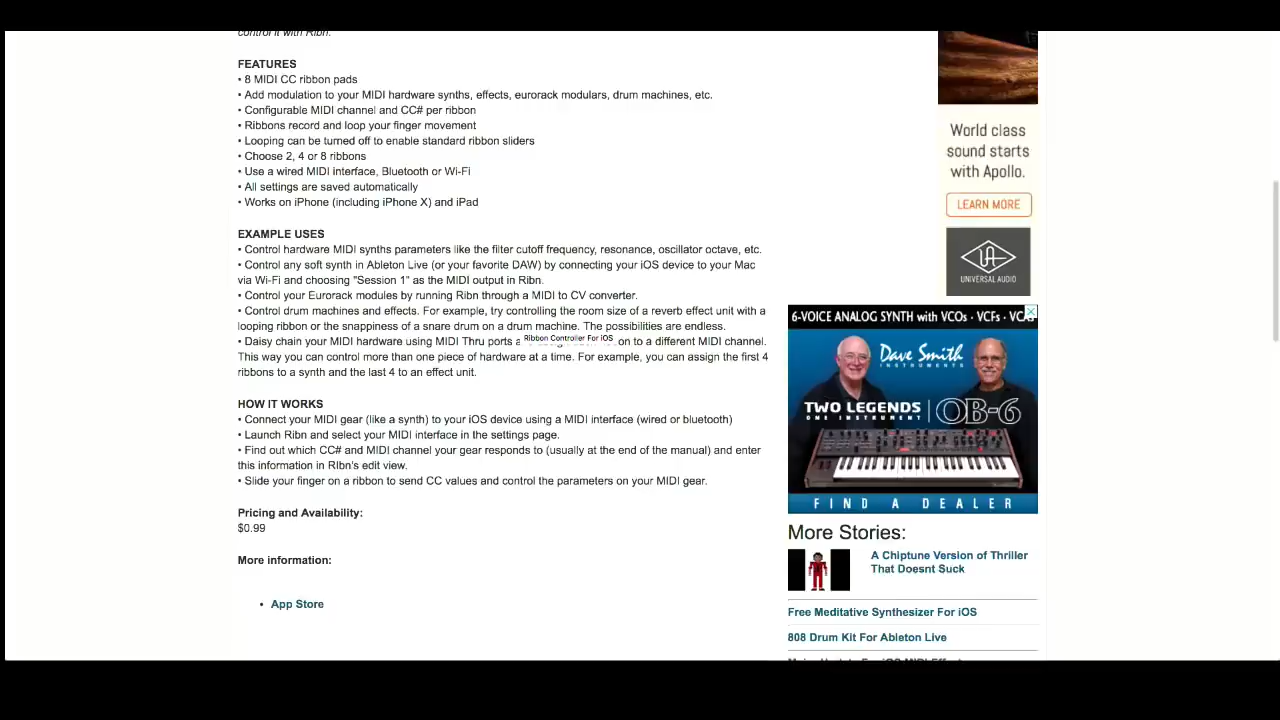 control it with Ribn.
FEATURES
• 8 MIDI CC ribbon pads
• Add modulation to your MIDI hardware synths, effects, eurorack modulars, drum machines, etc.
• Configurable MIDI channel and CC# per ribbon
• Ribbons record and loop your finger movement
• Looping can be turned off to enable standard ribbon sliders
• Choose 2, 4 or 8 ribbons
• Use a wired MIDI interface, Bluetooth or Wi-Fi
• All settings are saved automatically
• Works on iPhone (including iPhone X) and iPad
EXAMPLE USES
• Control hardware MIDI synths parameters like the filter cutoff frequency, resonance, oscillator octave, etc.
• Control any soft synth in Ableton Live (or your favorite DAW) by connecting your iOS device to your Mac
via Wi-Fi and choosing "Session 1" as the MIDI output in Ribn.
• Control your Eurorack modules by running Ribn through a MIDI to CV converter.
• Control drum machines and effects. For example, try controlling the room size of a reverb effect unit with a
looping ribbon or the snappiness of a snare drum on a drum machine. The possibilities are endless.
• Daisy chain your MIDI hardware using MIDI Thru ports on to a different MIDI channel.
Ribbon Controller For iOS
This way you can control more than one piece of hardware at a time. For example, you can assign the first 4
ribbons to a synth and the last 4 to an effect unit.
HOW IT WORKS
• Connect your MIDI gear (like a synth) to your iOS device using a MIDI interface (wired or bluetooth)
• Launch Ribn and select your MIDI interface in the settings page.
• Find out which CC# and MIDI channel your gear responds to (usually at the end of the manual) and enter
this information in RIbn's edit view.
• Slide your finger on a ribbon to send CC values and control the parameters on your MIDI gear.
Pricing and Availability:
$0.99
More information:
• App Store
World class
sound starts
with Apollo.
LEARN MORE
UA
UNIVERSAL AUDIO
6-VOICE ANALOG SYNTH with VCOs · VCFs · VCAs
Dave Smith
INSTRUMENTS
TWO LEGENDS
ONE INSTRUMENT
OB-6
FIND A DEALER
More Stories:
A Chiptune Version of Thriller
That Doesnt Suck
Free Meditative Synthesizer For iOS
808 Drum Kit For Ableton Live